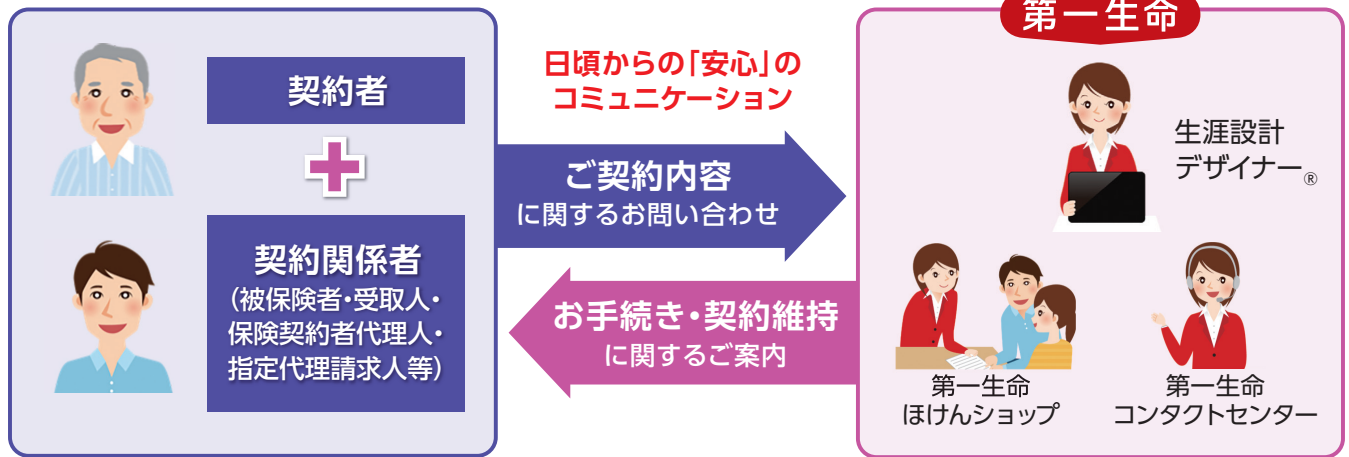 契約者
契約関係者
(被保険者・受取人・
保険契約者代理人・
指定代理請求人等)
日頃からの「安心」の
コミュニケーション
ご契約内容
に関するお問い合わせ
お手続き・契約維持
に関するご案内
第一生命
生涯設計
デザイナー®
第一生命
ほけんショップ
第一生命
コンタクトセンター